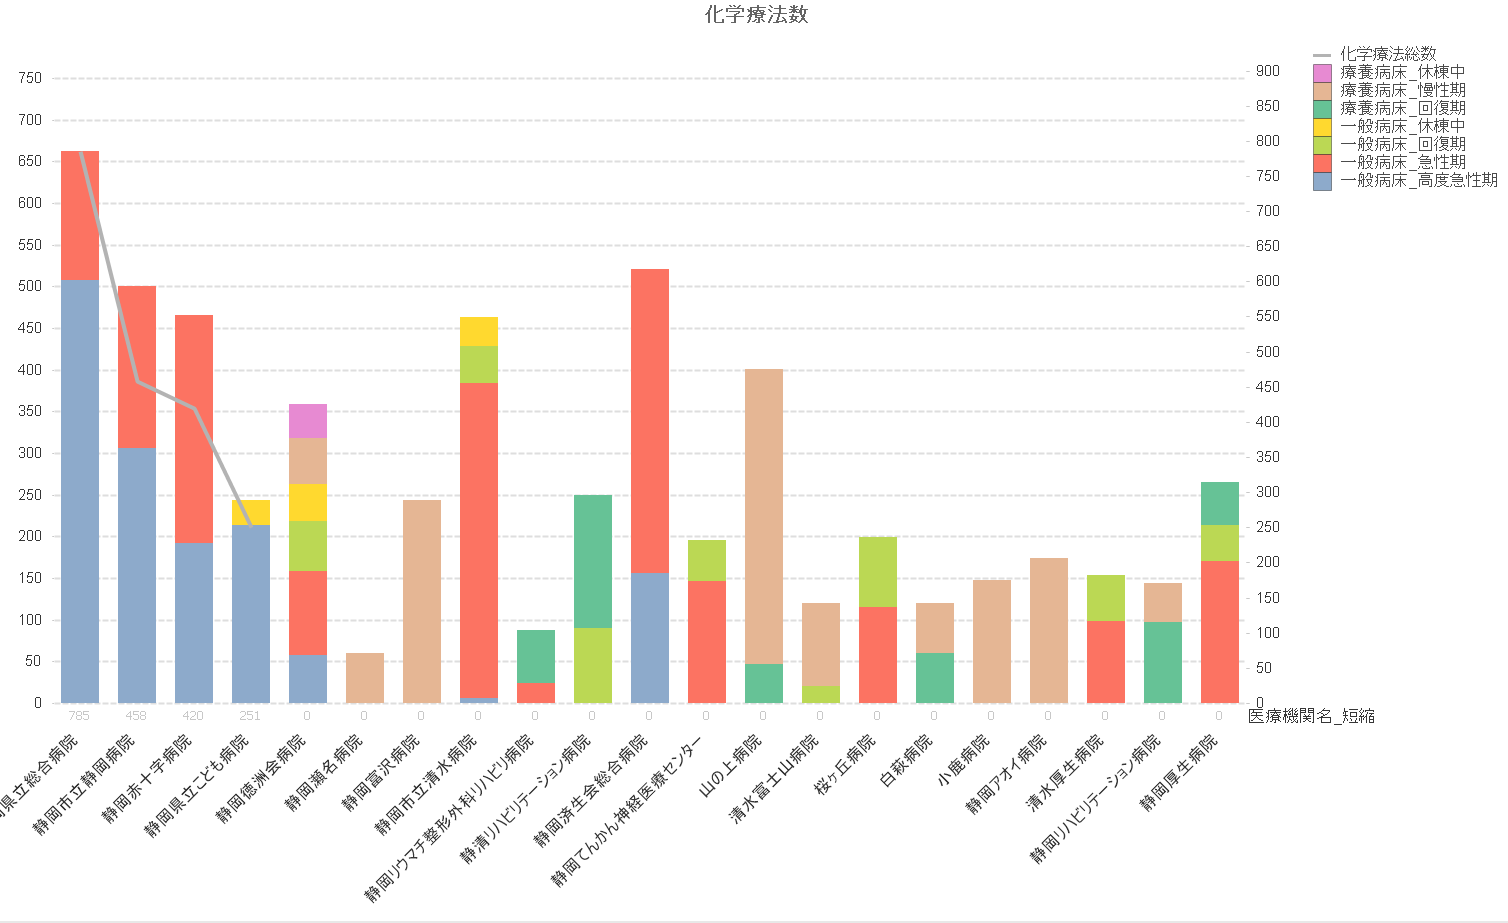 化学療法数
化学療法総数
療養病床_休棟中
療養病床_慢性期
療養病床_回復期
一般病床_休棟中
一般病床_回復期
一般病床_急性期
一般病床_高度急性期
750
700
650
600
550
500
450
400
350
300
250
200
150
100
50
0
900
850
800
750
700
650
600
550
500
450
400
350
300
250
200
150
100
50
0
785 458 420 251 0 0 0 0 0 0 0 0 0 0 0 0 0 0 0 0 0
医療機関名_短縮
県立総合病院
静岡市立静岡病院
静岡赤十字病院
静岡県立こども病院
静岡徳洲会病院
静岡瀬名病院
静岡富沢病院
静岡市立清水病院
静岡リウマチ整形外科リハビリ病院
静清リハビリテーション病院
静岡済生会総合病院
静岡てんかん神経医療センター
山の上病院
清水富士山病院
桜ヶ丘病院
白萩病院
小鹿病院
静岡アオイ病院
清水厚生病院
静岡リハビリテーション病院
静岡厚生病院